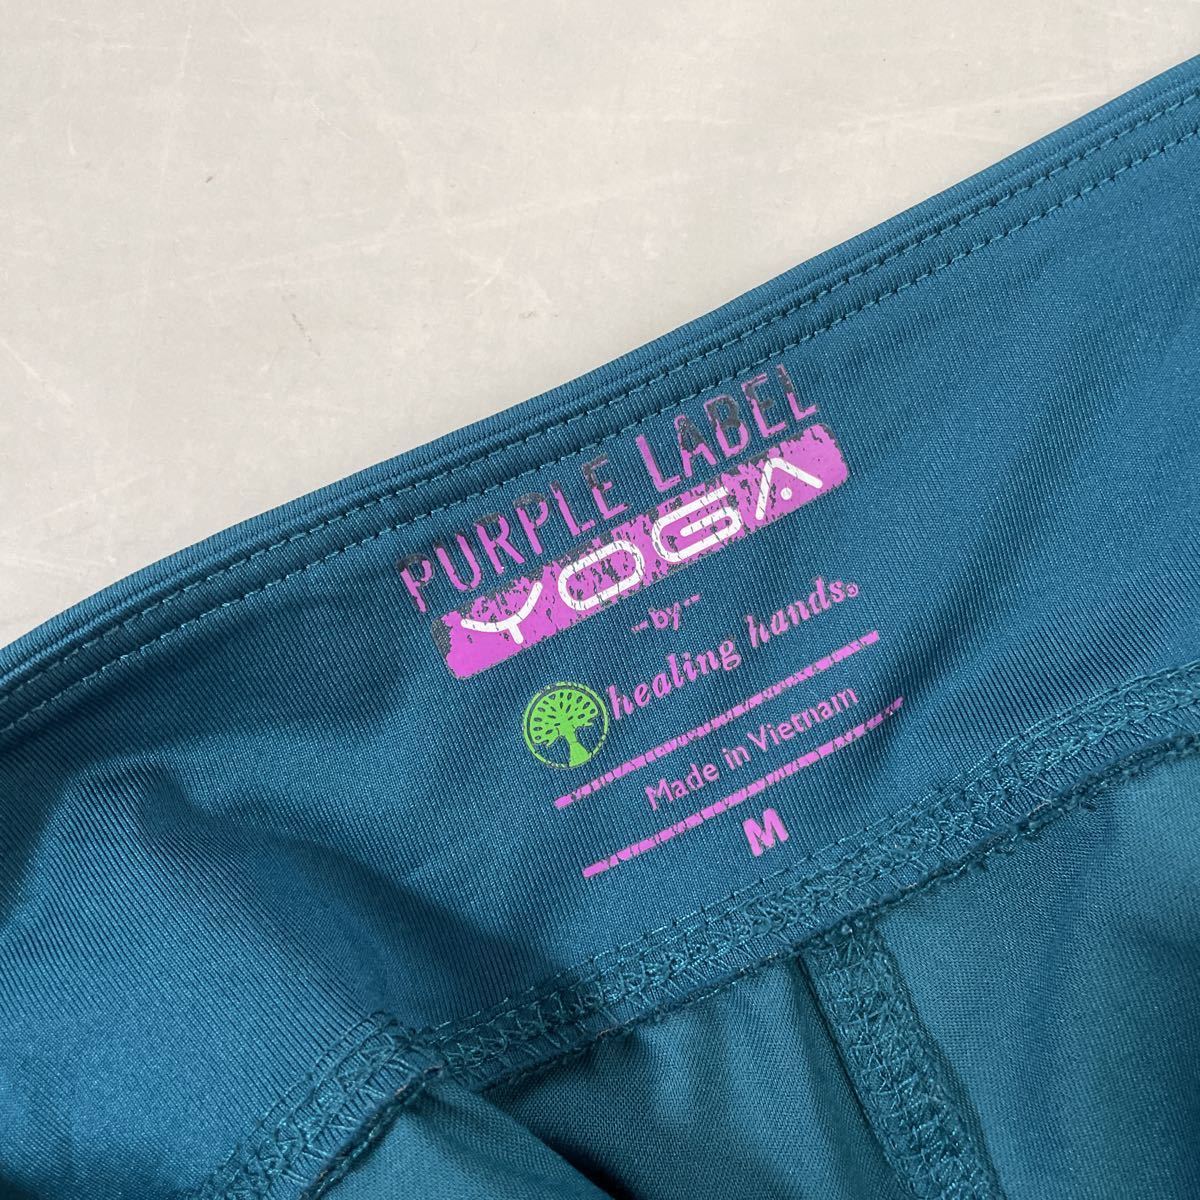 PURPLE LABEL
YOGA
--by--
healing hands®
Made in Vietnam
M